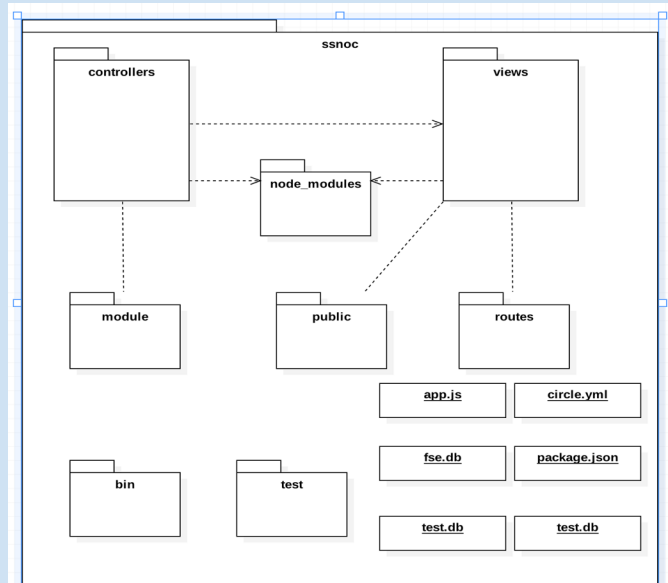 ssnoc
controllers
views
node_modules
module
public
routes
app.js
circle.yml
fse.db
package.json
bin
test
test.db
test.db